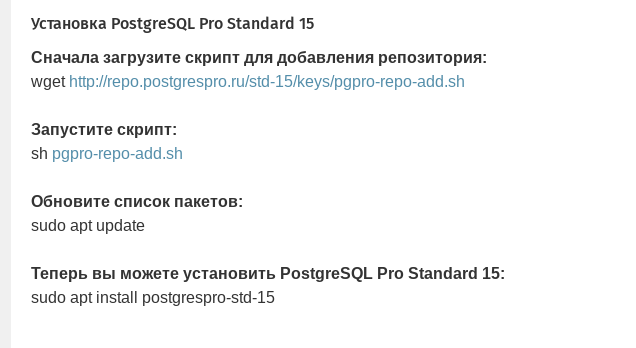 Установка PostgreSQL Pro Standard 15
Сначала загрузите скрипт для добавления репозитория:
wget http://repo.postgrespro.ru/std-15/keys/pgpro-repo-add.sh
Запустите скрипт:
sh pgpro-repo-add.sh
Обновите список пакетов:
sudo apt update
Теперь вы можете установить PostgreSQL Pro Standard 15:
sudo apt install postgrespro-std-15